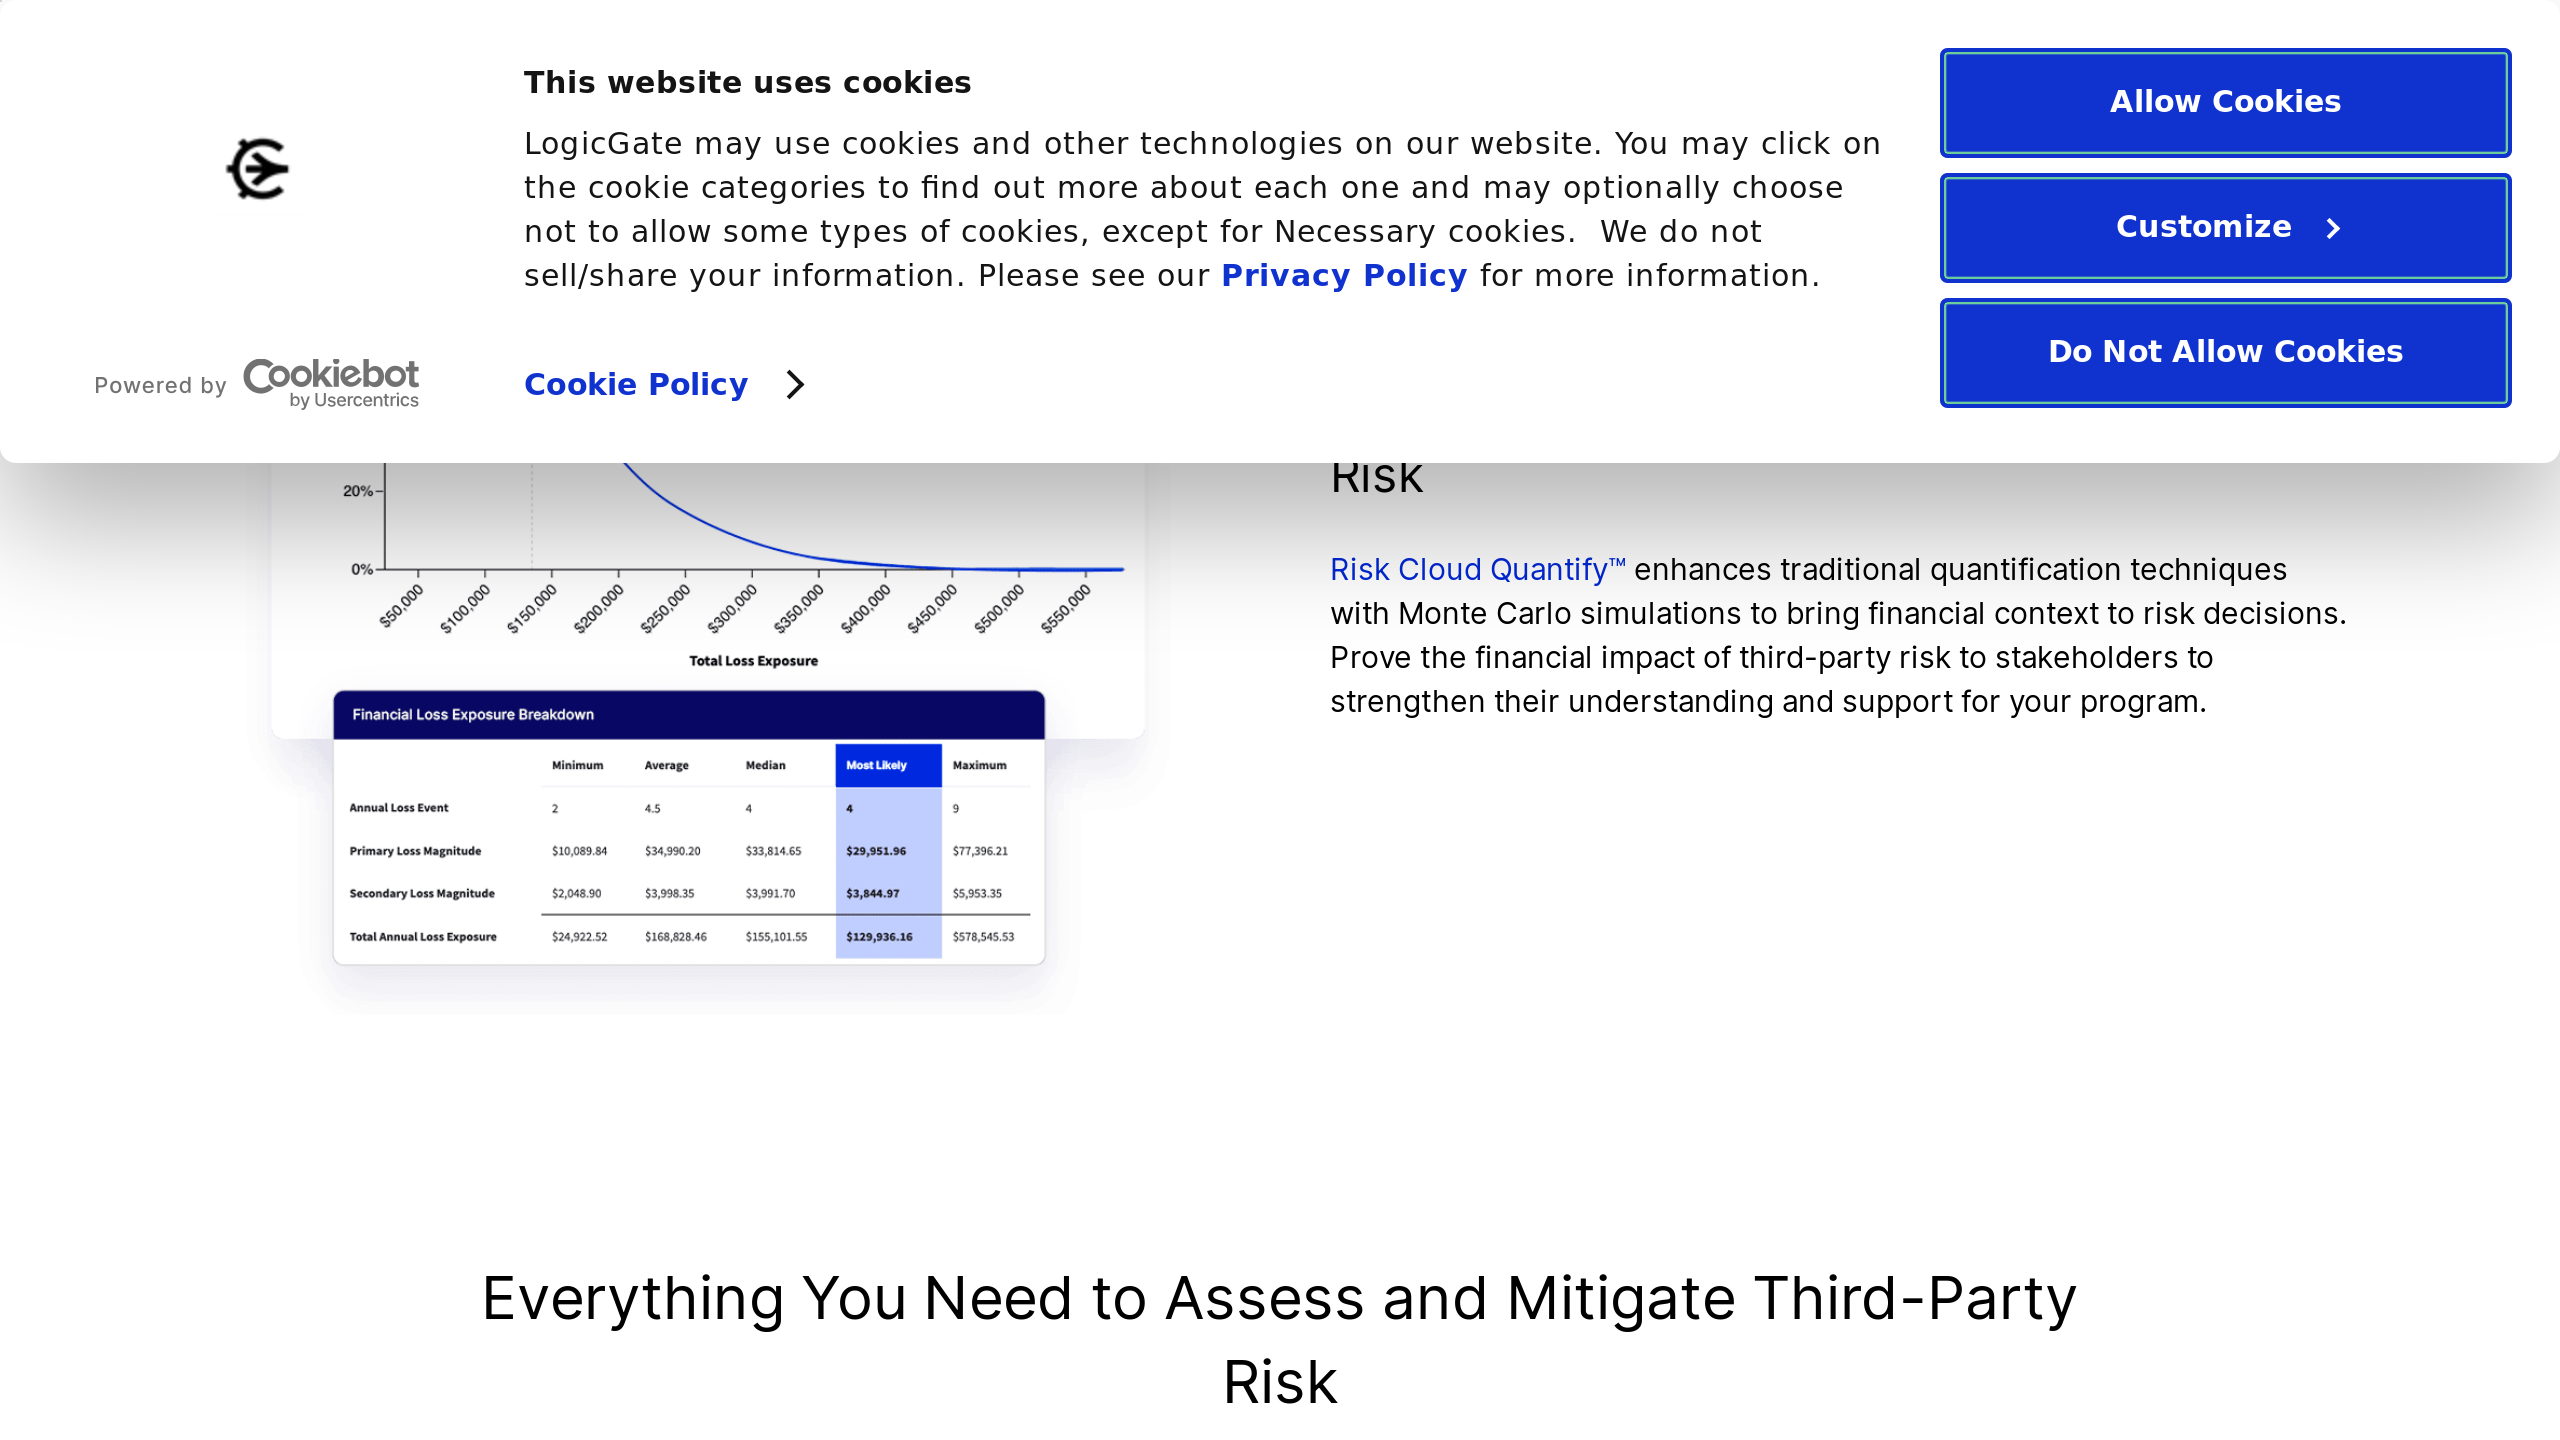 This website uses cookies
LogicGate may use cookies and other technologies on our website. You may click on
the cookie categories to find out more about each one and may optionally choose
not to allow some types of cookies, except for Necessary cookies.  We do not
sell/share your information. Please see our Privacy Policy for more information.
Powered by Cookiebot
by Usercentrics
Cookie Policy
Allow Cookies
Customize
Do Not Allow Cookies
20%
0%
$50,000 $100,000 $150,000 $200,000 $250,000 $300,000 $350,000 $400,000 $450,000 $500,000 $550,000
Total Loss Exposure
Financial Loss Exposure Breakdown
Minimum Average Median Most Likely Maximum
Annual Loss Event 2 4.5 4 4 9
Primary Loss Magnitude $10,089.84 $34,990.20 $33,814.65 $29,951.96 $77,396.21
Secondary Loss Magnitude $2,048.90 $3,998.35 $3,991.70 $3,844.97 $5,953.35
Total Annual Loss Exposure $24,922.52 $168,828.46 $155,101.55 $129,936.16 $578,545.53
Risk
Risk Cloud Quantify™ enhances traditional quantification techniques
with Monte Carlo simulations to bring financial context to risk decisions.
Prove the financial impact of third-party risk to stakeholders to
strengthen their understanding and support for your program.
Everything You Need to Assess and Mitigate Third-Party
Risk